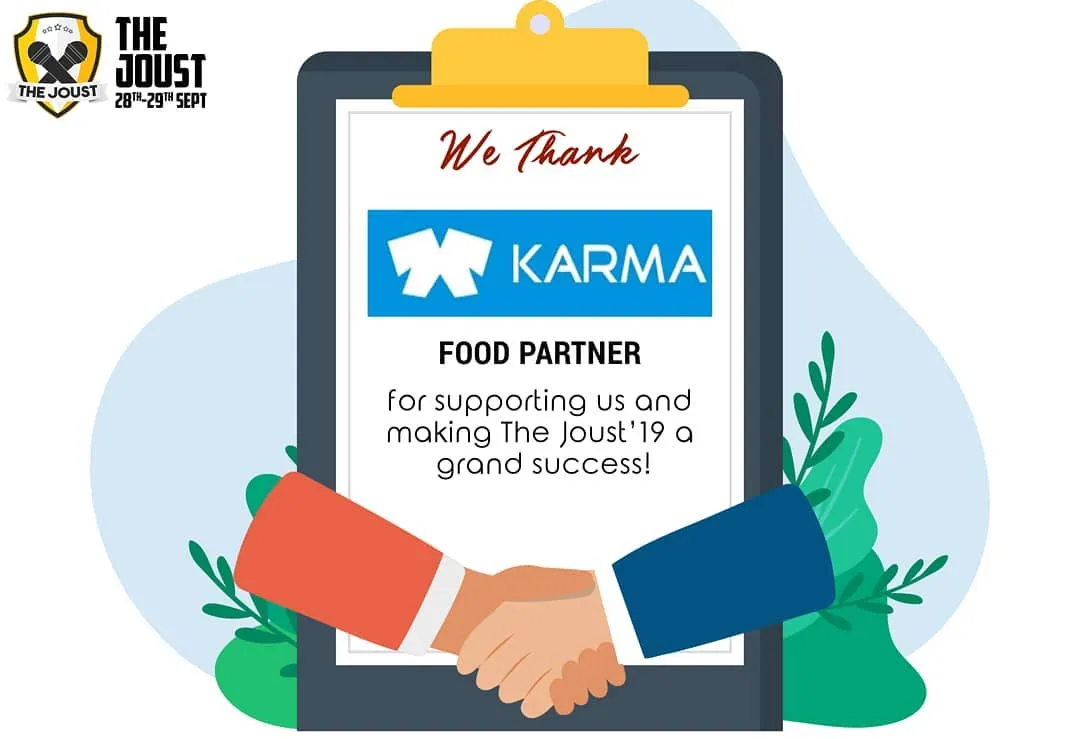 THE JOUST
THE
JOUST
28TH-29TH SEPT
We Thank
KARMA
FOOD PARTNER
for supporting us and
making The Joust'19 a
grand success!